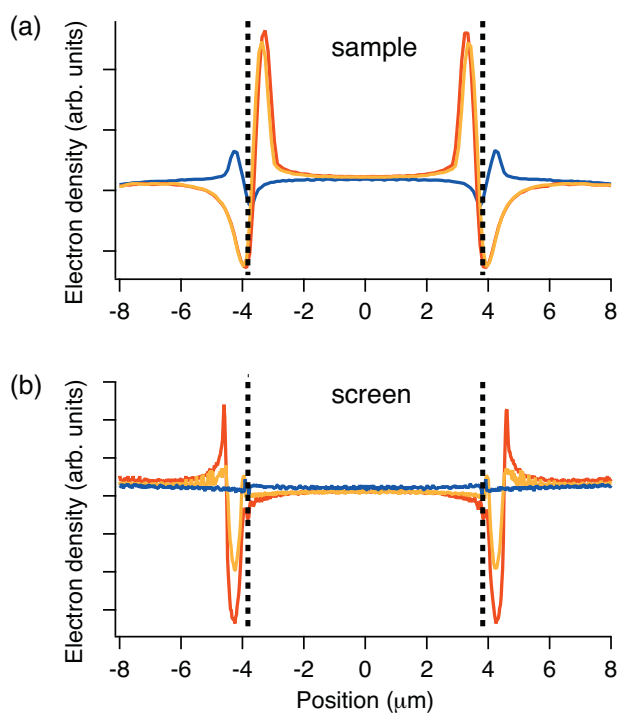 (a)
sample
Electron density (arb. units)
-8 -6 -4 -2 0 2 4 6 8
(b)
screen
Electron density (arb. units)
-8 -6 -4 -2 0 2 4 6 8
Position (μm)